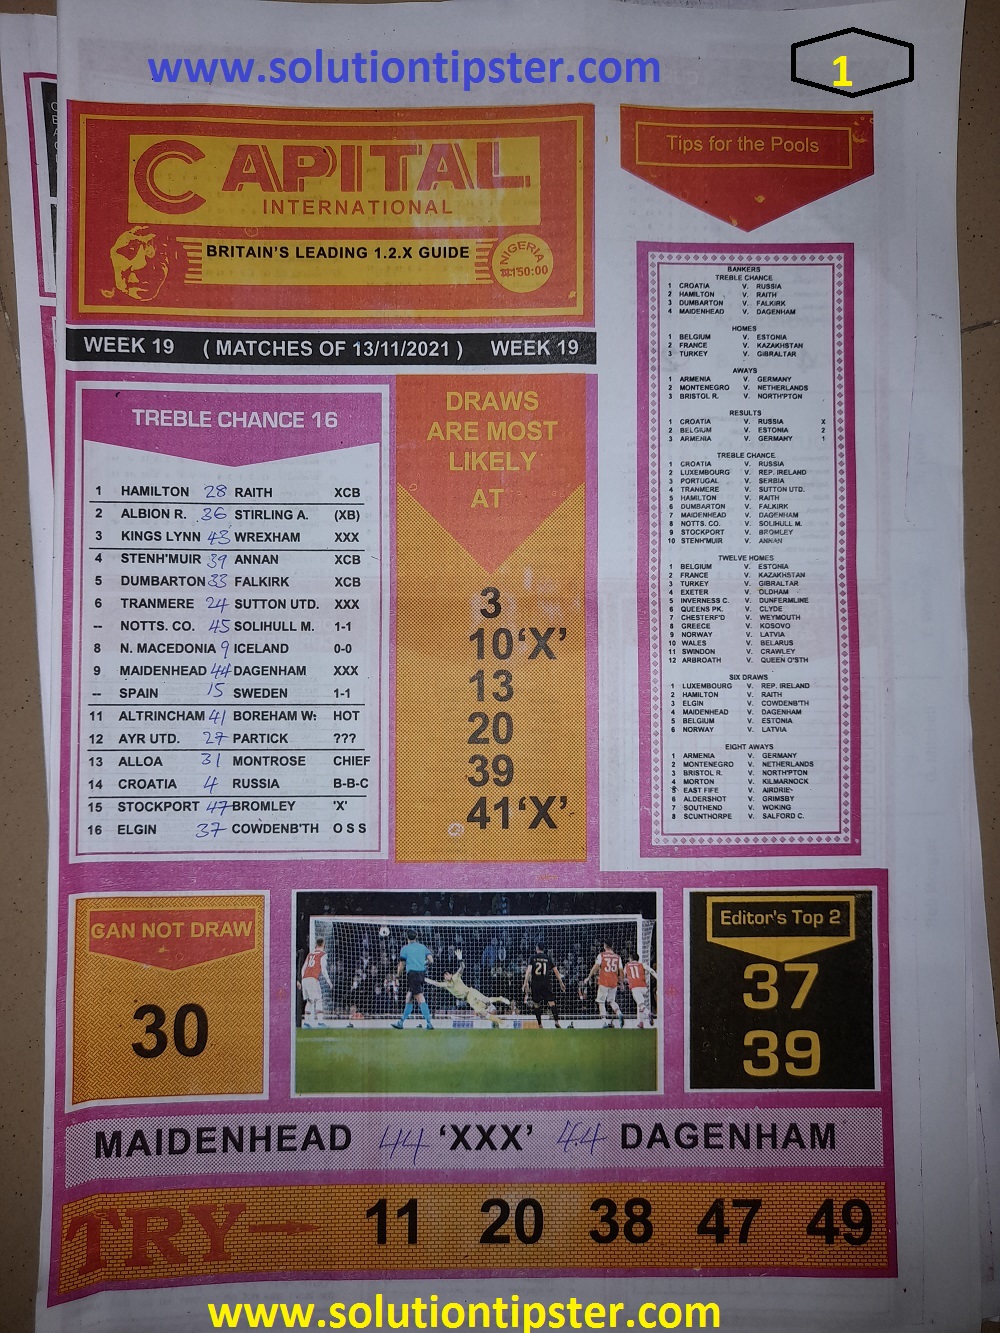 www.solutiontipster.com
1
CAPITAL
INTERNATIONAL
BRITAIN'S LEADING 1.2.X GUIDE
NIGERIA
₦150:00
Tips for the Pools
WEEK 19 ( MATCHES OF 13/11/2021 ) WEEK 19
TREBLE CHANCE 16
1 HAMILTON 28 RAITH XCB
2 ALBION R. 36 STIRLING A. (XB)
3 KINGS LYNN 43 WREXHAM XXX
4 STENH'MUIR 39 ANNAN XCB
5 DUMBARTON 33 FALKIRK XCB
6 TRANMERE 24 SUTTON UTD. XXX
-- NOTTS. CO. 45 SOLIHULL M. 1-1
8 N. MACEDONIA 9 ICELAND 0-0
9 MAIDENHEAD 44 DAGENHAM XXX
-- SPAIN 15 SWEDEN 1-1
11 ALTRINCHAM 41 BOREHAM W: HOT
12 AYR UTD. 27 PARTICK ???
13 ALLOA 31 MONTROSE CHIEF
14 CROATIA 4 RUSSIA B-B-C
15 STOCKPORT 47 BROMLEY 'X'
16 ELGIN 37 COWDENB'TH O S S
DRAWS
ARE MOST
LIKELY
AT
3
10 'X'
13
20
39
41 'X'
BANKERS
TREBLE CHANCE
1 CROATIA V. RUSSIA
2 HAMILTON V. RAITH
3 DUMBARTON V. FALKIRK
4 MAIDENHEAD V. DAGENHAM
HOMES
1 BELGIUM V. ESTONIA
2 FRANCE V. KAZAKHSTAN
3 TURKEY V. GIBRALTAR
AWAYS
1 ARMENIA V. GERMANY
2 MONTENEGRO V. NETHERLANDS
3 BRISTOL R. V. NORTH'PTON
RESULTS
1 CROATIA V. RUSSIA X
2 BELGIUM V. ESTONIA 2
3 ARMENIA V. GERMANY 1
TREBLE CHANCE
1 CROATIA V. RUSSIA
2 LUXEMBOURG V. REP. IRELAND
3 PORTUGAL V. SERBIA
4 TRANMERE V. SUTTON UTD.
5 HAMILTON V. RAITH
6 DUMBARTON V. FALKIRK
7 MAIDENHEAD V. DAGENHAM
8 NOTTS. CO. V. SOLIHULL M.
9 STOCKPORT V. BROMLEY
10 STENH'MUIR V. ANNAN
TWELVE HOMES
1 BELGIUM V. ESTONIA
2 FRANCE V. KAZAKHSTAN
3 TURKEY V. GIBRALTAR
4 EXETER V. OLDHAM
5 INVERNESS C. V. DUNFERMLINE
6 QUEENS PK. V. CLYDE
7 CHESTERF'D V. WEYMOUTH
8 GREECE V. KOSOVO
9 NORWAY V. LATVIA
10 WALES V. BELARUS
11 SWINDON V. CRAWLEY
12 ARBROATH V. QUEEN O'STH
SIX DRAWS
1 LUXEMBOURG V. REP. IRELAND
2 HAMILTON V. RAITH
3 ELGIN V. COWDENB'TH
4 MAIDENHEAD V. DAGENHAM
5 BELGIUM V. ESTONIA
6 NORWAY V. LATVIA
EIGHT AWAYS
1 ARMENIA V. GERMANY
2 MONTENEGRO V. NETHERLANDS
3 BRISTOL R. V. NORTH'PTON
4 MORTON V. KILMARNOCK
5 EAST FIFE V. AIRDRIE
6 ALDERSHOT V. GRIMSBY
7 SOUTHEND V. WOKING
8 SCUNTHORPE V. SALFORD C.
CAN NOT DRAW
30
16
21
35
11
Editor's Top 2
37
39
MAIDENHEAD 44 'XXX' 44 DAGENHAM
TRY 11 20 38 47 49
www.solutiontipster.com